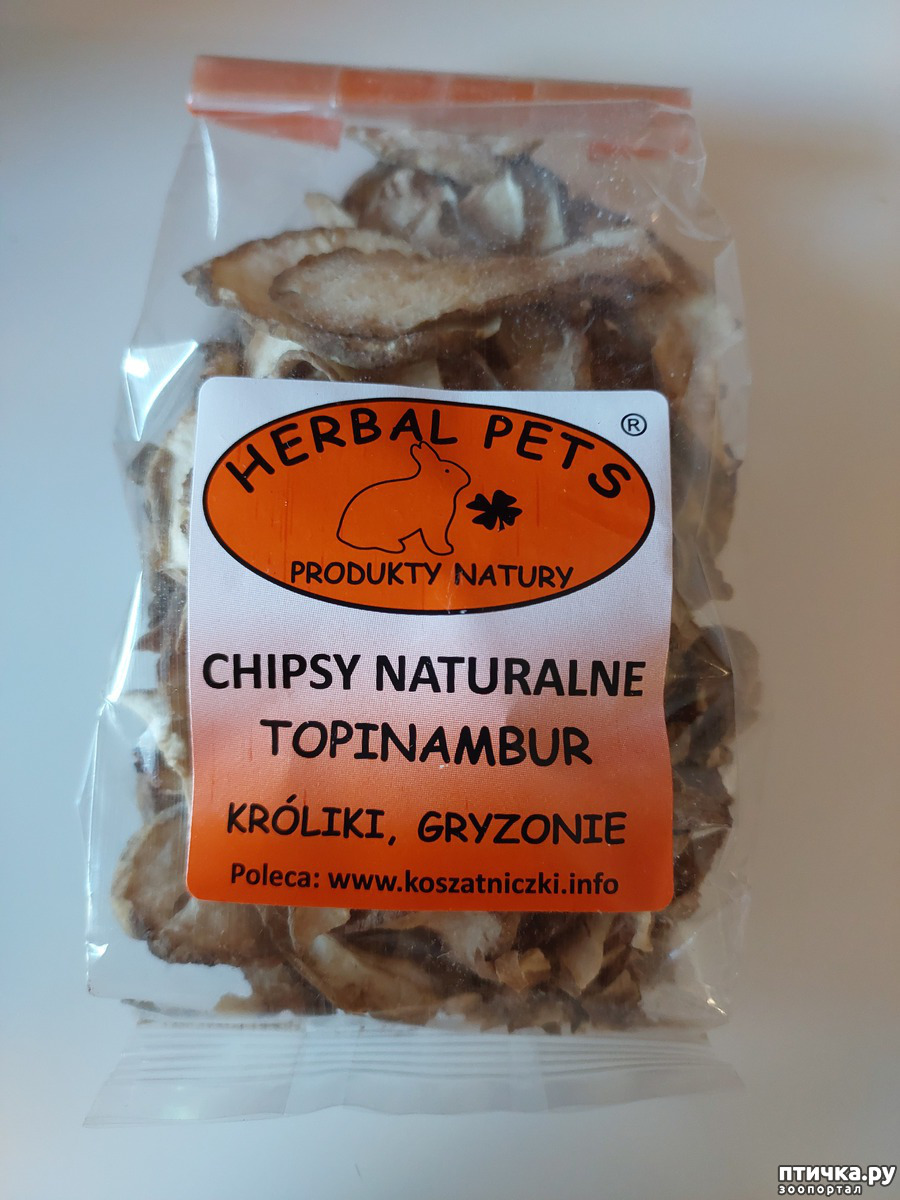 HERBAL PETS
®
PRODUKTY NATURY
CHIPSY NATURALNE
TOPINAMBUR
KRÓLIKI, GRYZONIE
Poleca: www.koszatniczki.info
птичка.ру
зоопортал